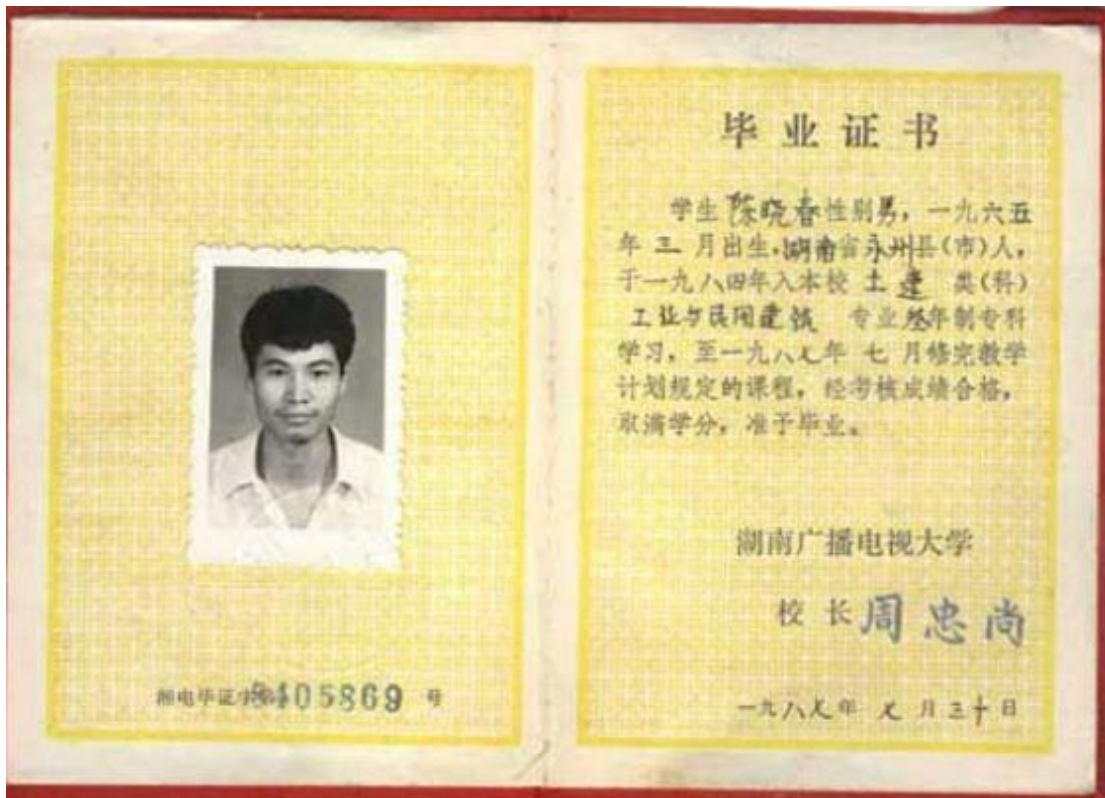 湘电毕证字第8405869号
毕业证书
学生陈晓春性别男，一九六五
年三月出生，湖南省永州县(市)人，
于一九八四年入本校土建类(科)
工业与民用建筑专业叁年制专科
学习，至一九八七年七月修完教学
计划规定的课程，经考核成绩合格，
取满学分，准予毕业。
湖南广播电视大学
校长周忠尚
一九八七年七月三十日